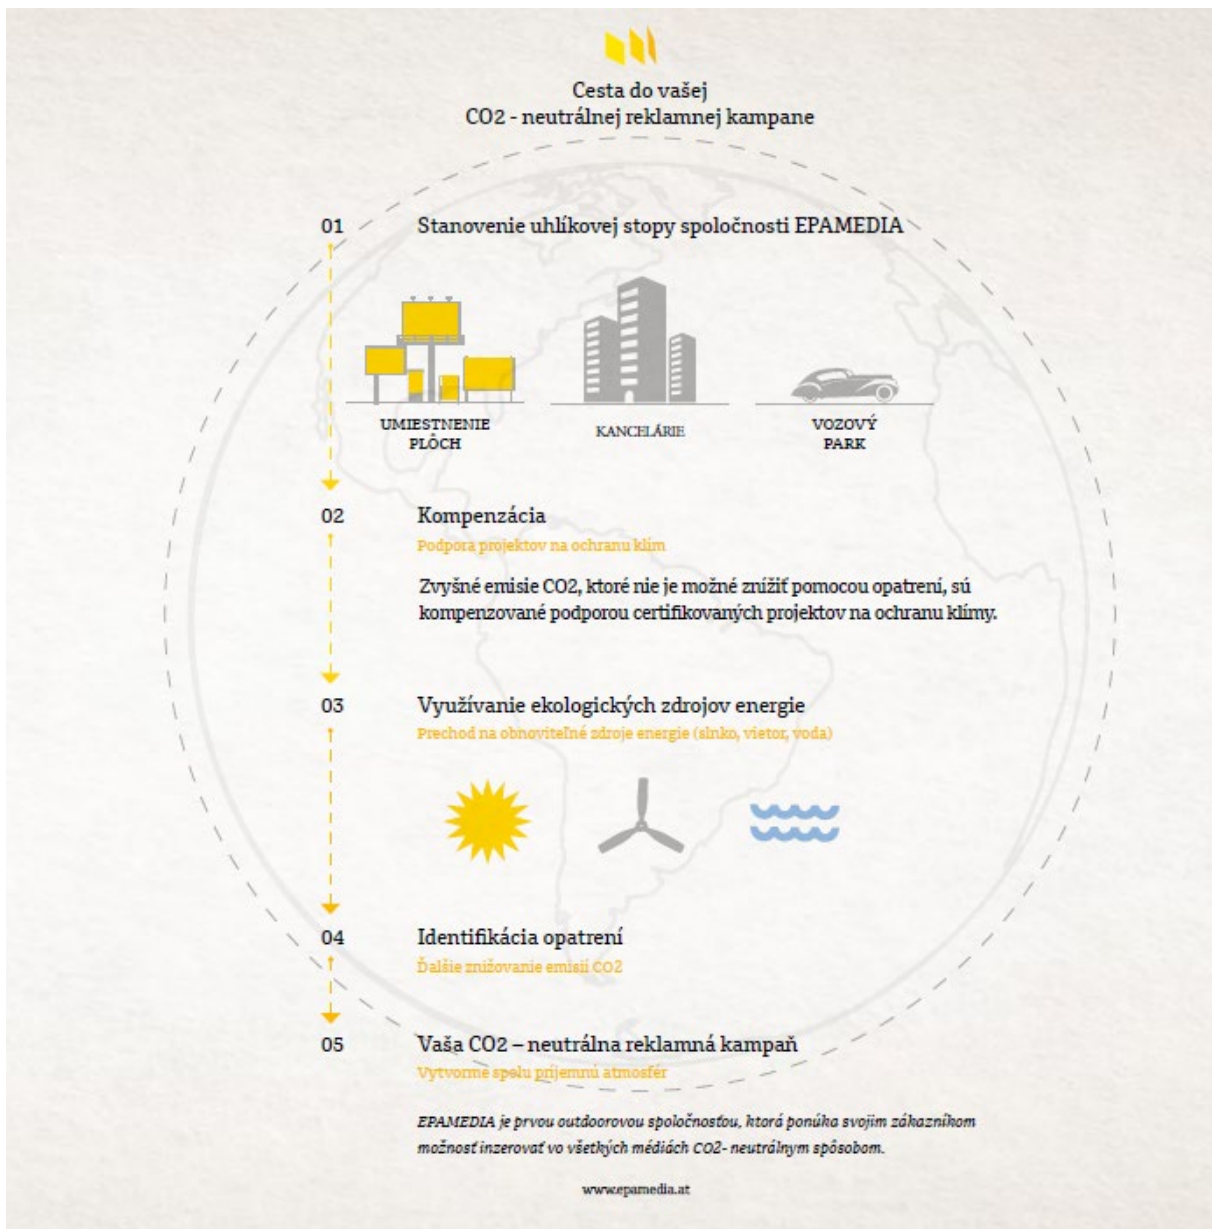 Cesta do vašej
CO2 - neutrálnej reklamnej kampane
01 Stanovenie uhlíkovej stopy spoločnosti EPAMEDIA
UMIESTNENIE
PLÔCH
KANCELÁRIE
VOZOVÝ
PARK
02 Kompenzácia
Podpora projektov na ochranu klím
Zvyšné emisie CO2, ktoré nie je možné znížiť pomocou opatrení, sú
kompenzované podporou certifikovaných projektov na ochranu klímy.
03 Využívanie ekologických zdrojov energie
Prechod na obnoviteľné zdroje energie (slnko, vietor, voda)
04 Identifikácia opatrení
Ďalšie znižovanie emisií CO2
05 Vaša CO2 – neutrálna reklamná kampaň
Vytvorme spolu príjemnú atmosfér
EPAMEDIA je prvou outdoorovou spoločnosťou, ktorá ponúka svojim zákazníkom
možnosť inzerovať vo všetkých médiách CO2- neutrálnym spôsobom.
www.epamedia.at